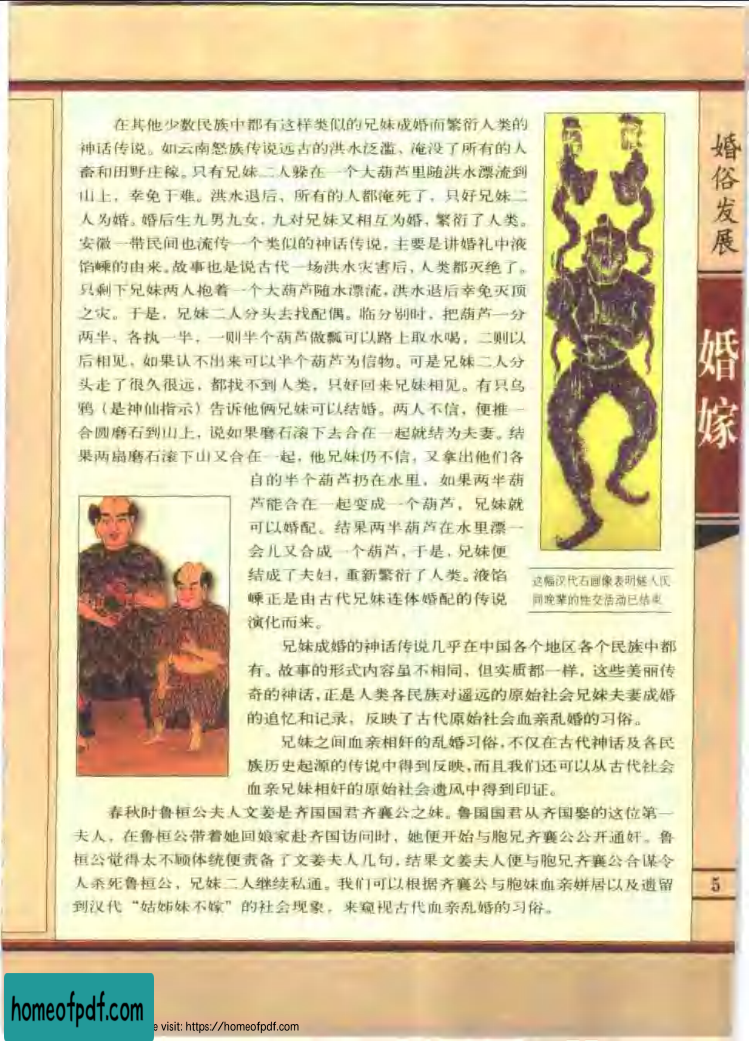 在其他少数民族中都有这样类似的兄妹成婚而繁衍人类的
神话传说。如云南怒族传说远古的洪水泛滥、淹没了所有的人
畜和田野庄稼。只有兄妹二人躲在一个大葫芦里随洪水漂流到
山上，幸免于难。洪水退后、所有的人都淹死了，只好兄妹二
人为婚。婚后生九男九女，九对兄妹又相互为婚，繁衍了人类。
安徽一带民间也流传一个类似的神话传说，主要是讲婚礼中液
馅嵊的由来。故事也是说古代一场洪水灾害后，人类都灭绝了。
只剩下兄妹两人抱着一个大葫芦随水漂流，洪水退后幸免灭顶
之灾。于是，兄妹二人分头去找配偶。临分别时，把葫芦一分
两半，各执一半，一则半个葫芦做瓢可以路上取水喝，二则以
后相见，如果认不出来可以半个葫芦为信物。可是兄妹二人分
头走了很久很远，都找不到人类，只好回来兄妹相见。有只乌
鸦（是神仙指示）告诉他俩兄妹可以结婚。两人不信，便推一
合圆磨石到山上，说如果磨石滚下去合在一起就结为夫妻。结
果两扇磨石滚下山又合在一起，他兄妹仍不信，又拿出他们各
自的半个葫芦扔在水里，如果两半葫
芦能合在一起变成一个葫芦，兄妹就
可以婚配。结果两半葫芦在水里漂一
会儿又合成一个葫芦，于是，兄妹便
结成了夫妇，重新繁衍了人类。液馅
嵊正是由古代兄妹连体婚配的传说
演化而来。
兄妹成婚的神话传说几乎在中国各个地区各个民族中都
有。故事的形式内容虽不相同，但实质都一样，这些美丽传
奇的神话，正是人类各民族对遥远的原始社会兄妹夫妻成婚
的追忆和记录，反映了古代原始社会血亲乱婚的习俗。
兄妹之间血亲相奸的乱婚习俗，不仅在古代神话及各民
族历史起源的传说中得到反映，而且我们还可以从古代社会
血亲兄妹相奸的原始社会遗风中得到印证。
春秋时鲁桓公夫人文姜是齐国国君齐襄公之妹。鲁国国君从齐国娶的这位第一
夫人，在鲁桓公带着她回娘家赴齐国访问时，她便开始与胞兄齐襄公公开通奸。鲁
桓公觉得太不顾体统便责备了文姜夫人几句，结果文姜夫人便与胞兄齐襄公合谋令
人杀死鲁桓公，兄妹二人继续私通。我们可以根据齐襄公与胞妹血亲姘居以及遗留
到汉代“姑姊妹不嫁”的社会现象，来窥视古代血亲乱婚的习俗。
这幅汉代石画像表明燧人氏
同晚辈的性交活动已结束
婚俗发展
婚嫁
5
homeofpdf.com
e visit: https://homeofpdf.com